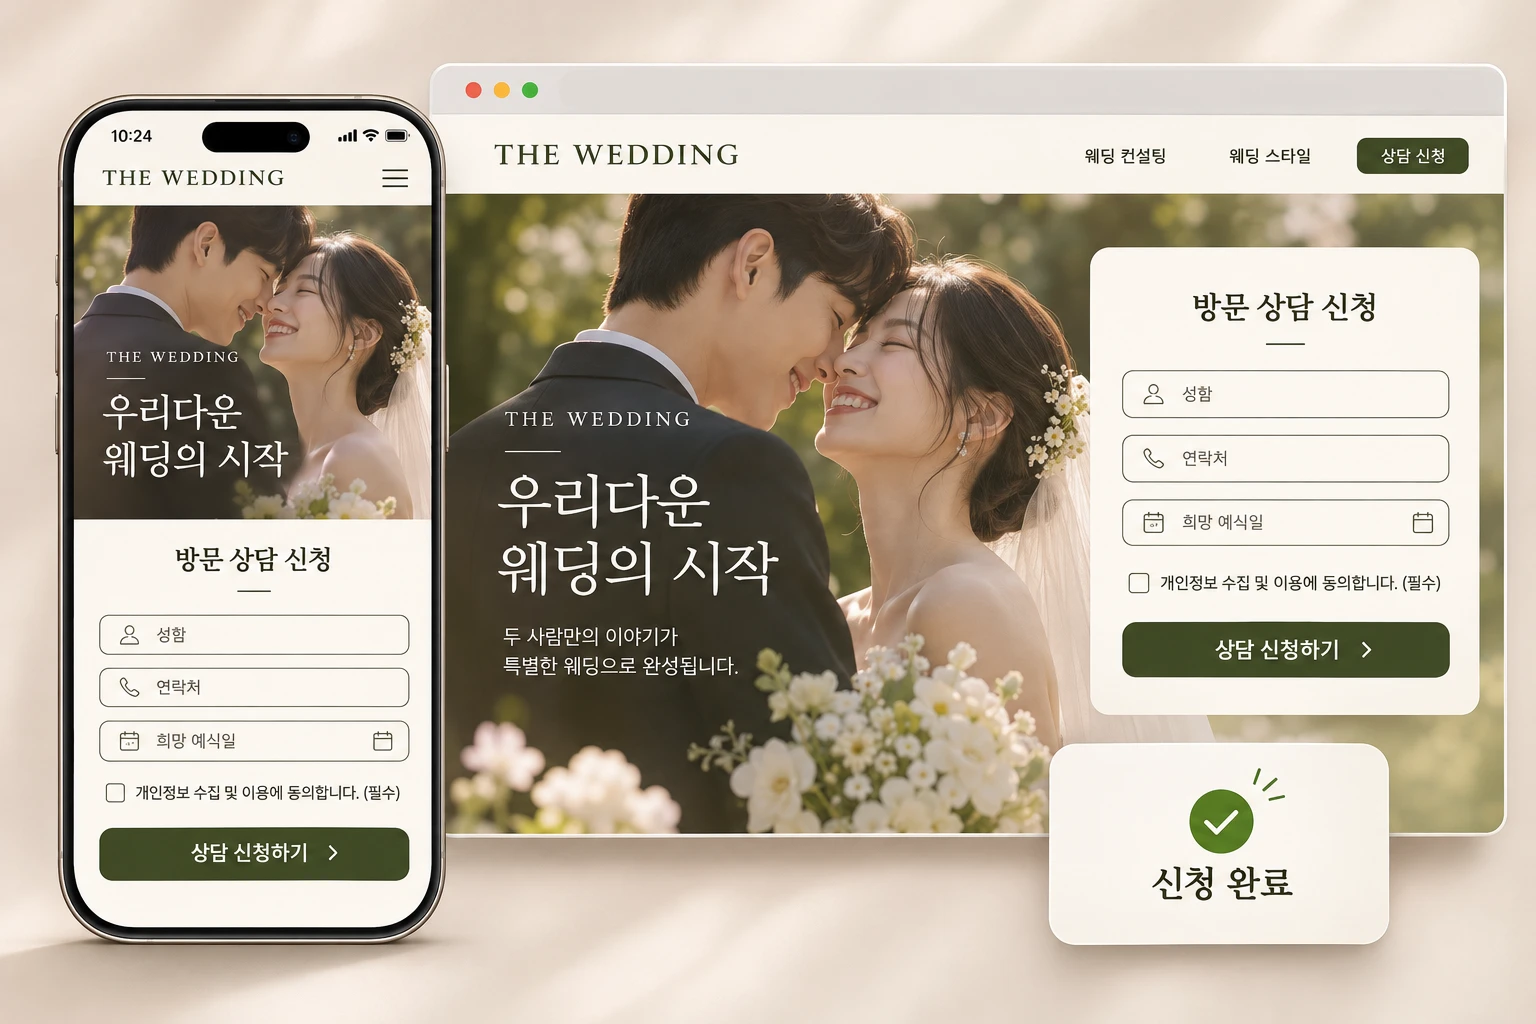 10:24
THE WEDDING
THE WEDDING
우리다운
웨딩의 시작
방문 상담 신청
성함
연락처
희망 예식일
개인정보 수집 및 이용에 동의합니다. (필수)
상담 신청하기
THE WEDDING
웨딩 컨설팅
웨딩 스타일
상담 신청
THE WEDDING
우리다운
웨딩의 시작
두 사람만의 이야기가
특별한 웨딩으로 완성됩니다.
방문 상담 신청
성함
연락처
희망 예식일
개인정보 수집 및 이용에 동의합니다. (필수)
상담 신청하기
신청 완료